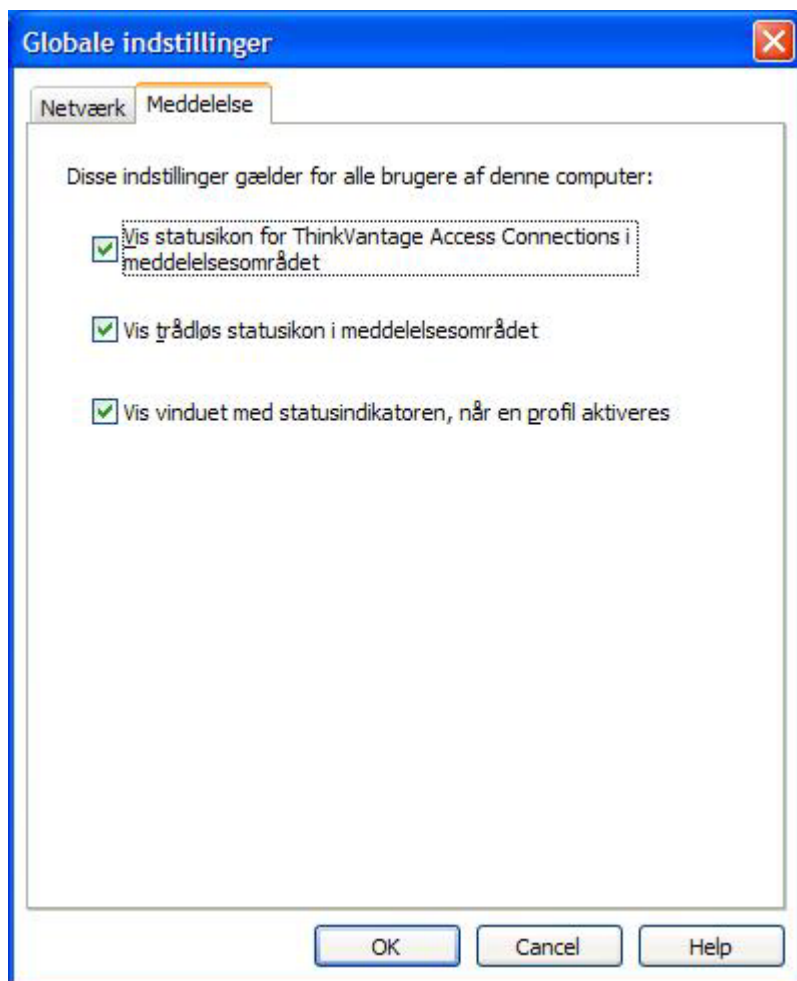 Globale indstillinger
Netværk
Meddelelse
Disse indstillinger gælder for alle brugere af denne computer:
Vis statusikon for ThinkVantage Access Connections i
meddelelsesområdet
Vis trådløs statusikon i meddelelsesområdet
Vis vinduet med statusindikatoren, når en profil aktiveres
OK
Cancel
Help